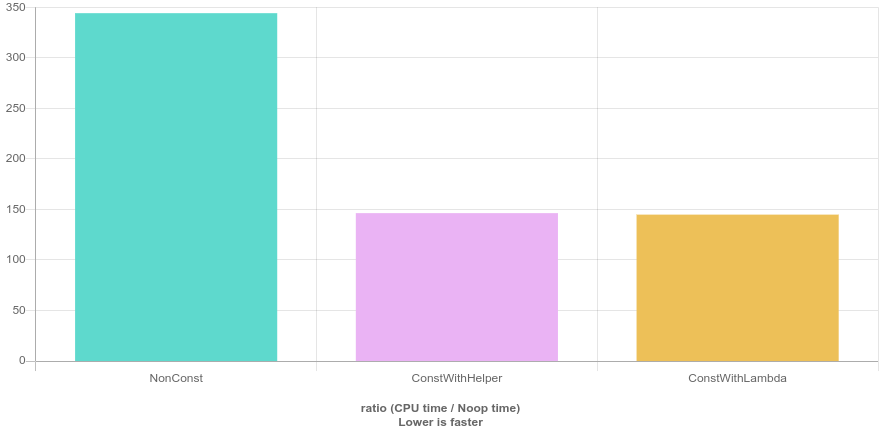 350
300
250
200
150
100
50
0
NonConst ConstWithHelper ConstWithLambda
ratio (CPU time / Noop time)
Lower is faster